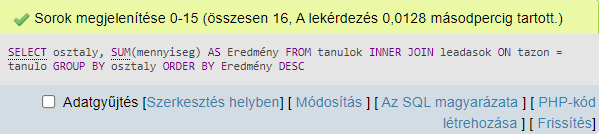 Sorok megjelenítése 0-15 (összesen 16, A lekérdezés 0,0128 másodpercig tartott.)
SELECT osztaly, SUM(mennyiseg) AS Eredmény FROM tanulok INNER JOIN leadasok ON tazon =
tanulo GROUP BY osztaly ORDER BY Eredmény DESC
Adatgyűjtés [Szerkesztés helyben] [ Módosítás ] [ Az SQL magyarázata ] [ PHP-kód
létrehozása ] [ Frissítés]